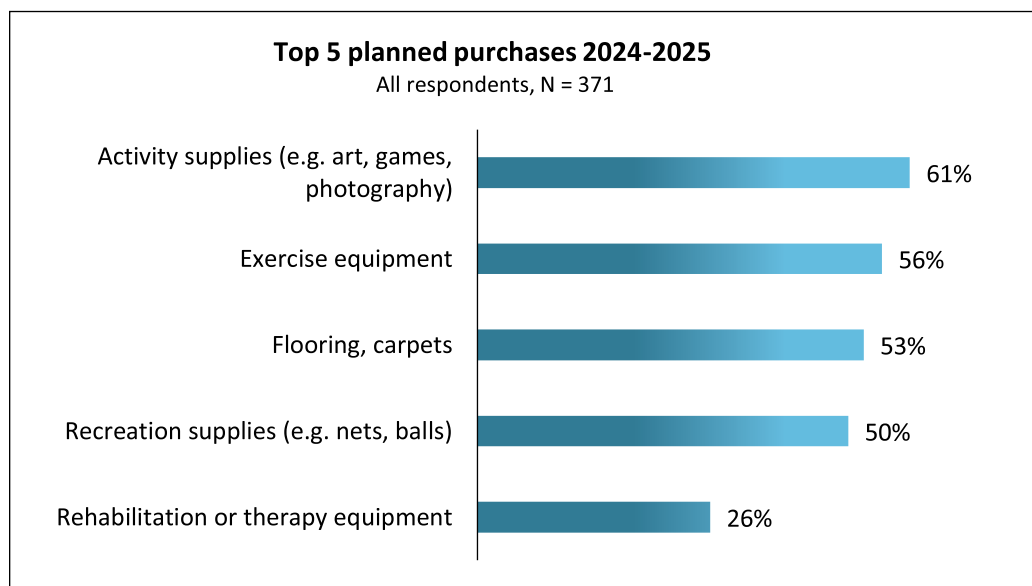 Top 5 planned purchases 2024-2025
All respondents, N = 371
Activity supplies (e.g. art, games,
photography)
61%
Exercise equipment
56%
Flooring, carpets
53%
Recreation supplies (e.g. nets, balls)
50%
Rehabilitation or therapy equipment
26%